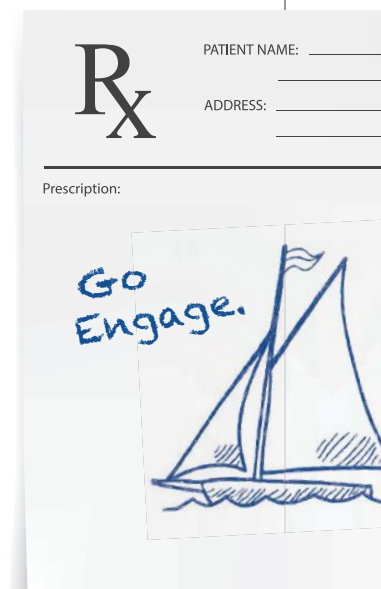 Rx
PATIENT NAME:
ADDRESS:
Prescription:
Go
Engage.